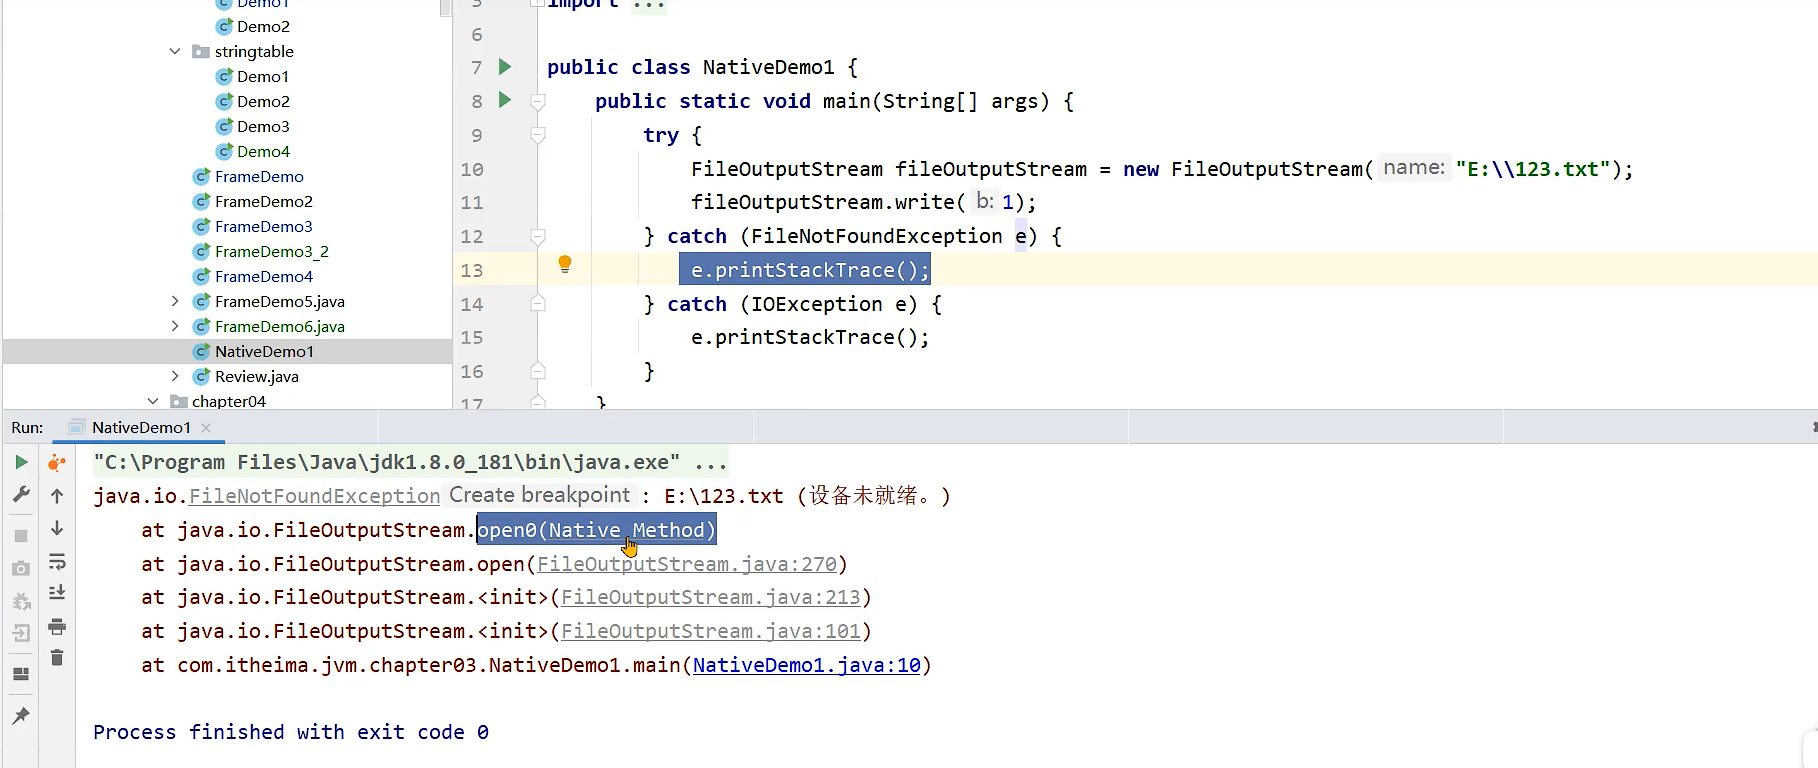 Demo1
Demo2
stringtable
Demo1
Demo2
Demo3
Demo4
FrameDemo
FrameDemo2
FrameDemo3
FrameDemo3_2
FrameDemo4
FrameDemo5.java
FrameDemo6.java
NativeDemo1
Review.java
chapter04
5 import ...
6
7 public class NativeDemo1 {
8 public static void main(String[] args) {
9 try {
10 FileOutputStream fileOutputStream = new FileOutputStream( name: "E:\\123.txt");
11 fileOutputStream.write( b: 1);
12 } catch (FileNotFoundException e) {
13 e.printStackTrace();
14 } catch (IOException e) {
15 e.printStackTrace();
16 }
17 }
Run: NativeDemo1
"C:\Program Files\Java\jdk1.8.0_181\bin\java.exe" ...
java.io.FileNotFoundException Create breakpoint : E:\123.txt (设备未就绪。)
at java.io.FileOutputStream.open0(Native Method)
at java.io.FileOutputStream.open(FileOutputStream.java:270)
at java.io.FileOutputStream.<init>(FileOutputStream.java:213)
at java.io.FileOutputStream.<init>(FileOutputStream.java:101)
at com.itheima.jvm.chapter03.NativeDemo1.main(NativeDemo1.java:10)
Process finished with exit code 0